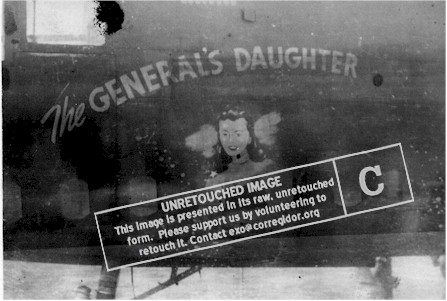 The GENERAL'S DAUGHTER
UNRETOUCHED IMAGE
This image is presented in its raw, unretouched
form. Please support us by volunteering to
retouch it. Contact exo@corregidor.org
C